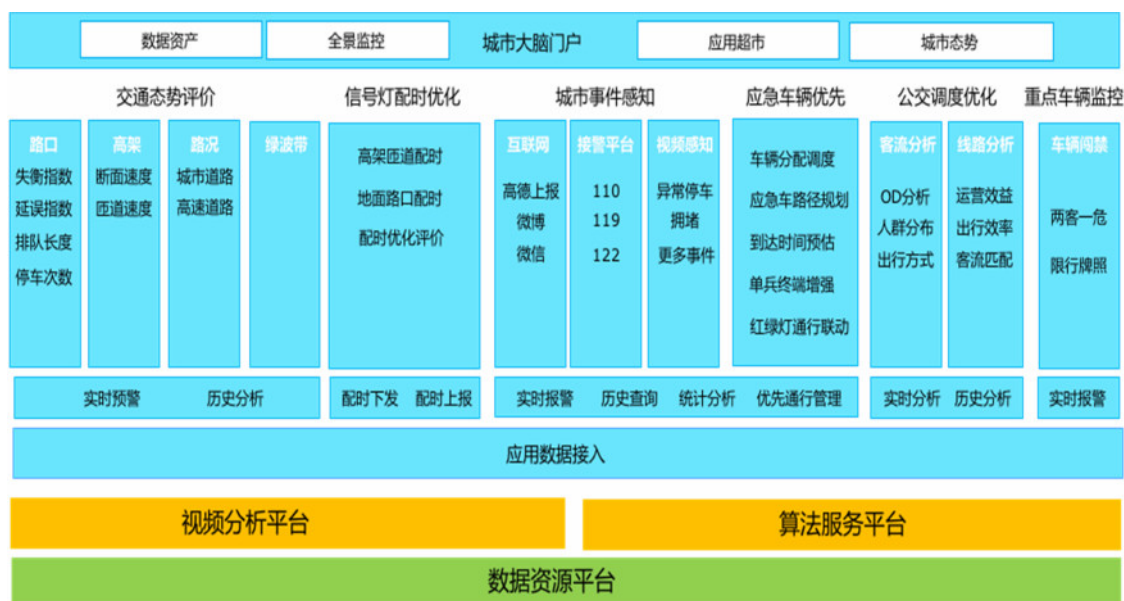 数据资产 全景监控 城市大脑门户 应用超市 城市态势
交通态势评价 信号灯配时优化 城市事件感知 应急车辆优先 公交调度优化 重点车辆监控
路口
失衡指数
延误指数
排队长度
停车次数
高架
断面速度
匝道速度
路况
城市道路
高速道路
绿波带
高架匝道配时
地面路口配时
配时优化评价
互联网
高德上报
微博
微信
接警平台
110
119
122
视频感知
异常停车
拥堵
更多事件
车辆分配调度
应急车路径规划
到达时间预估
单兵终端增强
红绿灯通行联动
客流分析
OD分析
人群分布
出行方式
线路分析
运营效益
出行效率
客流匹配
车辆闯禁
两客一危
限行牌照
实时预警 历史分析 配时下发 配时上报 实时报警 历史查询 统计分析 优先通行管理 实时分析 历史分析 实时报警
应用数据接入
视频分析平台 算法服务平台
数据资源平台